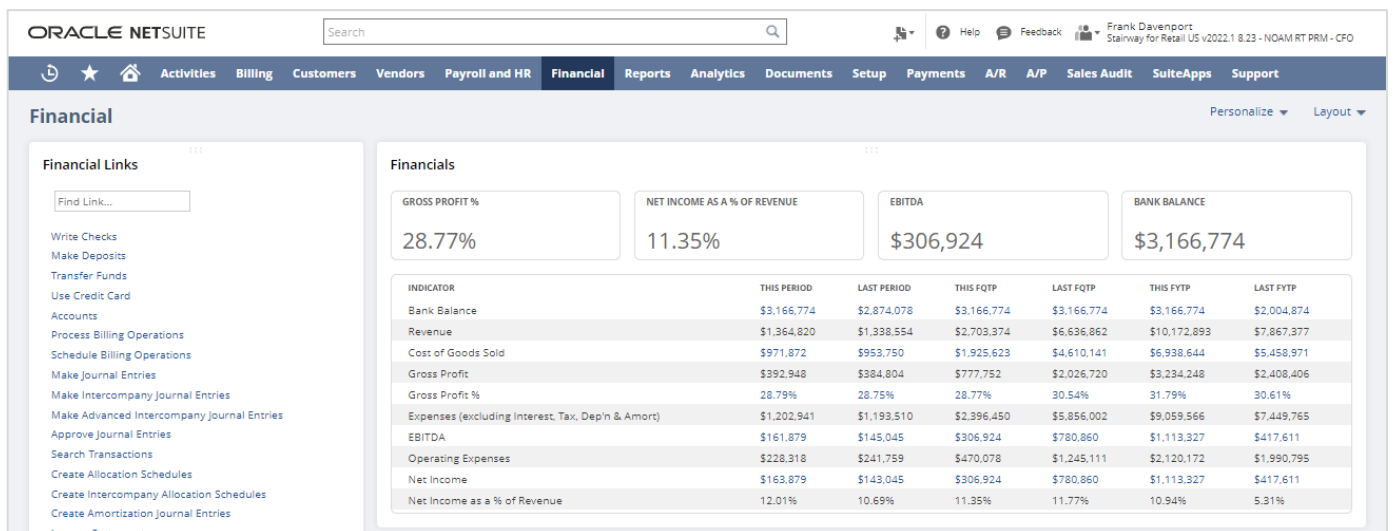 ORACLE NETSUITE
Search
Help
Feedback
Frank Davenport
Stairway for Retail US v2022.1 8.23 - NOAM RT PRM - CFO
Activities Billing Customers Vendors Payroll and HR Financial Reports Analytics Documents Setup Payments A/R A/P Sales Audit SuiteApps Support
Financial
Personalize Layout
Financial Links
Find Link...
Write Checks
Make Deposits
Transfer Funds
Use Credit Card
Accounts
Process Billing Operations
Schedule Billing Operations
Make Journal Entries
Make Intercompany Journal Entries
Make Advanced Intercompany Journal Entries
Approve Journal Entries
Search Transactions
Create Allocation Schedules
Create Intercompany Allocation Schedules
Create Amortization Journal Entries
Financials
GROSS PROFIT % NET INCOME AS A % OF REVENUE EBITDA BANK BALANCE
28.77% 11.35% $306,924 $3,166,774
INDICATOR THIS PERIOD LAST PERIOD THIS FQTP LAST FQTP THIS FYTP LAST FYTP
Bank Balance $3,166,774 $2,874,078 $3,166,774 $3,166,774 $3,166,774 $2,004,874
Revenue $1,364,820 $1,338,554 $2,703,374 $6,636,862 $10,172,893 $7,867,377
Cost of Goods Sold $971,872 $953,750 $1,925,623 $4,610,141 $6,938,644 $5,458,971
Gross Profit $392,948 $384,804 $777,752 $2,026,720 $3,234,248 $2,408,406
Gross Profit % 28.79% 28.75% 28.77% 30.54% 31.79% 30.61%
Expenses (excluding Interest, Tax, Dep'n & Amort) $1,202,941 $1,193,510 $2,396,450 $5,856,002 $9,059,566 $7,449,765
EBITDA $161,879 $145,045 $306,924 $780,860 $1,113,327 $417,611
Operating Expenses $228,318 $241,759 $470,078 $1,245,111 $2,120,172 $1,990,795
Net Income $163,879 $143,045 $306,924 $780,860 $1,113,327 $417,611
Net Income as a % of Revenue 12.01% 10.69% 11.35% 11.77% 10.94% 5.31%